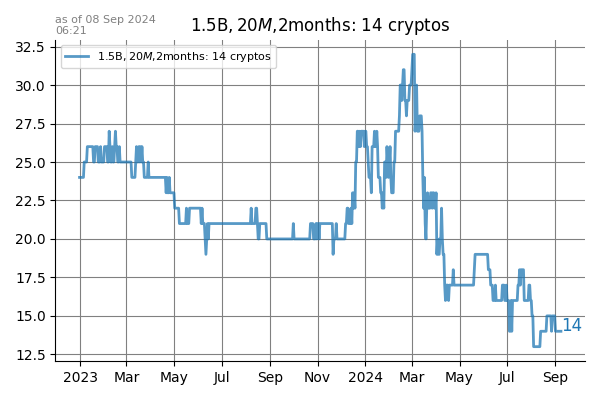 as of 08 Sep 2024
06:21
1.5B, 20M,2months: 14 cryptos
1.5B, 20M,2months: 14 cryptos
32.5
30.0
27.5
25.0
22.5
20.0
17.5
15.0
12.5
14
2023 Mar May Jul Sep Nov 2024 Mar May Jul Sep